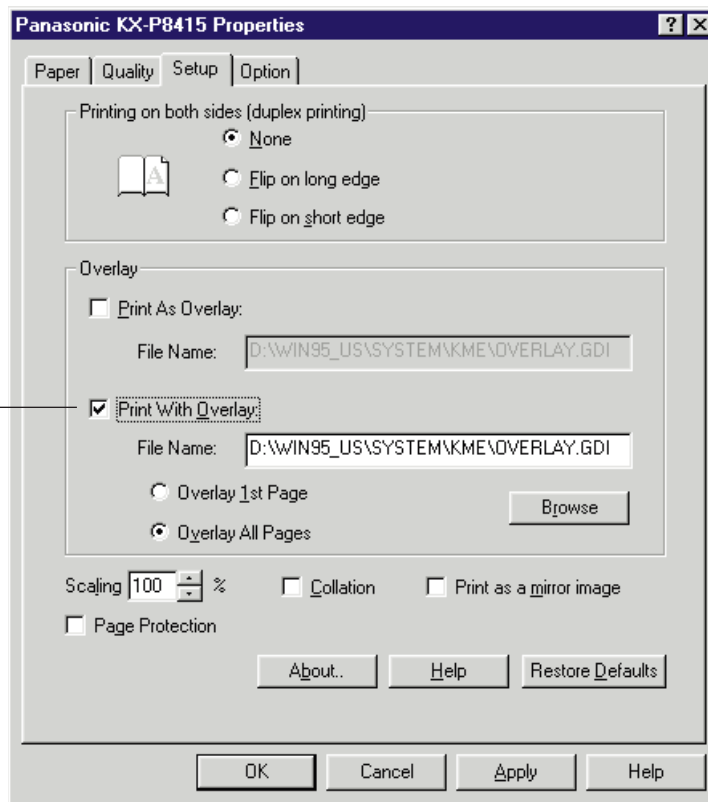 Panasonic KX-P8415 Properties
Paper Quality Setup Option
Printing on both sides (duplex printing)
None
A
Flip on long edge
Flip on short edge
Overlay
Print As Overlay:
File Name: D:\WIN95_US\SYSTEM\KME\OVERLAY.GDI
Print With Overlay:
File Name: D:\WIN95_US\SYSTEM\KME\OVERLAY.GDI
Overlay 1st Page
Browse
Overlay All Pages
Scaling 100 % Collation Print as a mirror image
Page Protection
About.. Help Restore Defaults
OK Cancel Apply Help